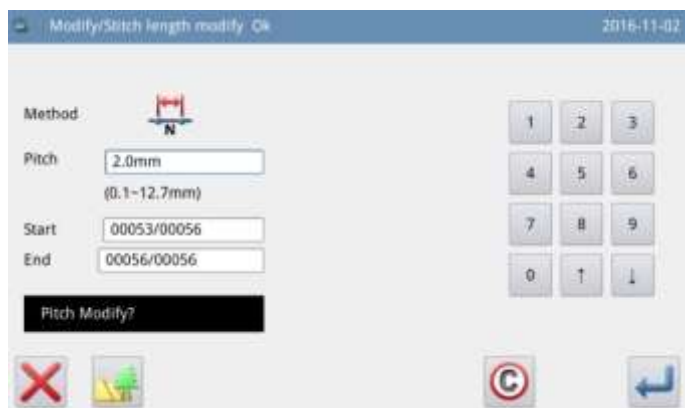 Modify/Stitch length modify Ok 2016-11-02
Method
N
Pitch 2.0mm
(0.1~12.7mm)
Start 00053/00056
End 00056/00056
Pitch Modify?
1 2 3
4 5 6
7 8 9
0 ↑ ↓
C